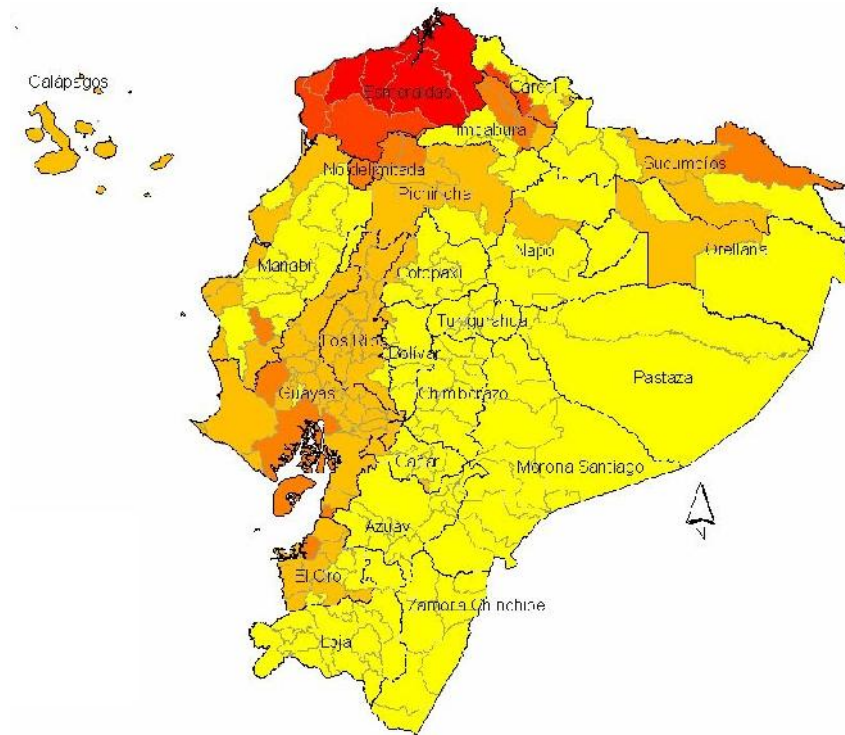 Galápagos
Esmeraldas
Carchi
Imbabura
No delimitada
Sucumbíos
Pichincha
Napo
Orellana
Manabí
Cotopaxi
Tungurahua
Los Ríos
Bolívar
Pastaza
Guayas
Chimborazo
Cañar
Morona Santiago
Azuay
N
El Oro
Zamora Chinchipe
Loja